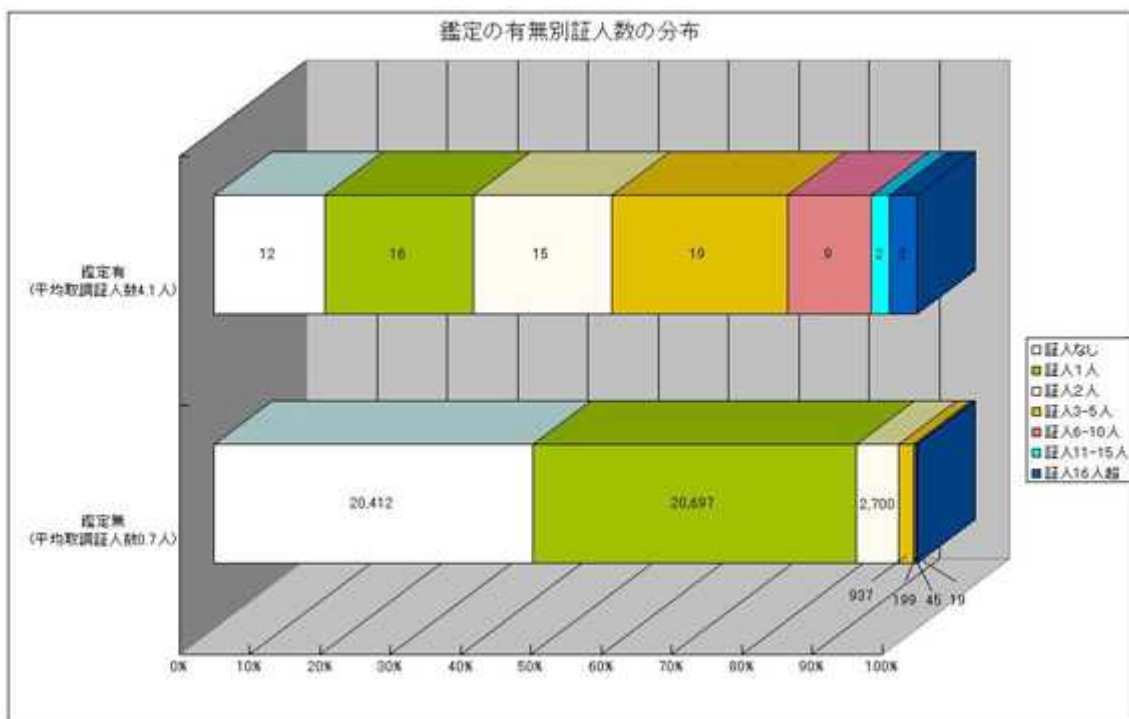 鑑定の有無別証人数の分布
12 16 15 19 9 2 3
鑑定有
(平均取調証人数4.1人)
20,412 20,697 2,700
鑑定無
(平均取調証人数0.7人)
937 199 45 19
0% 10% 20% 30% 40% 50% 60% 70% 80% 90% 100%
証人なし
証人1人
証人2人
証人3-5人
証人6-10人
証人11-15人
証人16人超